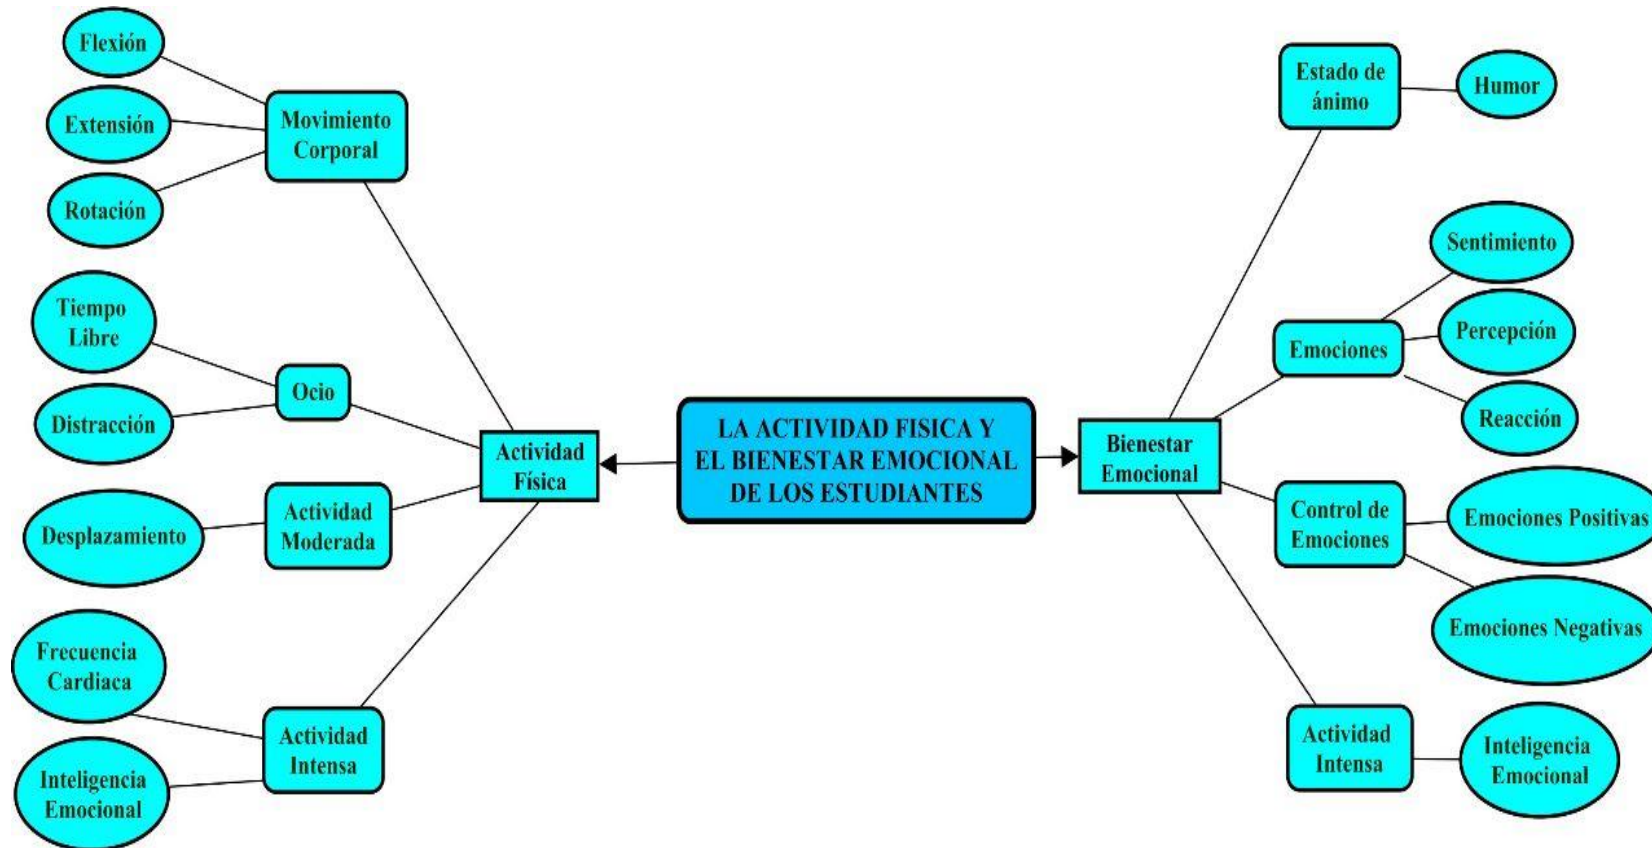 Flexión
Extensión
Rotación
Movimiento
Corporal
Tiempo
Libre
Distracción
Ocio
Desplazamiento
Actividad
Moderada
Frecuencia
Cardiaca
Inteligencia
Emocional
Actividad
Intensa
Actividad
Física
LA ACTIVIDAD FISICA Y
EL BIENESTAR EMOCIONAL
DE LOS ESTUDIANTES
Bienestar
Emocional
Estado de
ánimo
Humor
Emociones
Sentimiento
Percepción
Reacción
Control de
Emociones
Emociones Positivas
Emociones Negativas
Actividad
Intensa
Inteligencia
Emocional